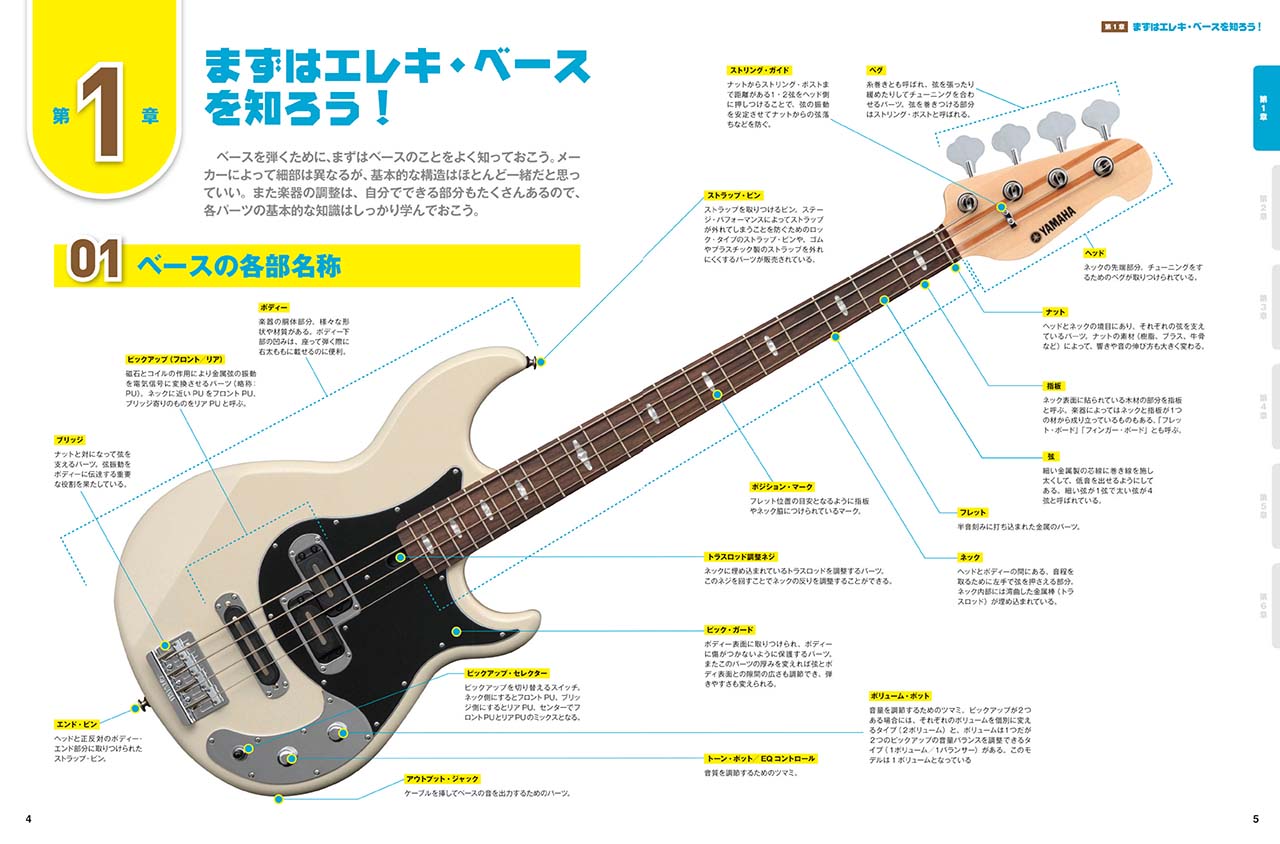 第1章
まずはエレキ・ベース
を知ろう！
ベースを弾くために、まずはベースのことをよく知っておこう。メー
カーによって細部は異なるが、基本的な構造はほとんど一緒だと思っ
ていい。また楽器の調整は、自分でできる部分もたくさんあるので、
各パーツの基本的な知識はしっかり学んでおこう。
01 ベースの各部名称
ボディー
楽器の胴体部分。様々な形
状や材質がある。ボディー下
部の凹みは、座って弾く際に
右太ももに載せるのに便利。
ピックアップ（フロント／リア）
磁石とコイルの作用により金属弦の振動
を電気信号に変換させるパーツ（略称：
PU）。ネックに近い PU をフロント PU、
ブリッジ寄りのものをリア PU と呼ぶ。
ブリッジ
ナットと対になって弦を
支えるパーツ。弦振動を
ボディーに伝達する重要
な役割を果たしている。
エンド・ピン
ヘッドと正反対のボディー・
エンド部分に取りつけられた
ストラップ・ピン。
アウトプット・ジャック
ケーブルを挿してベースの音を出力するためのパーツ。
ピックアップ・セレクター
ピックアップを切り替えるスイッチ。
ネック側にするとフロント PU、ブリッ
ジ側にするとリア PU、センターでフ
ロント PU とリア PU のミックスとなる。
4
第1章 まずはエレキ・ベースを知ろう！
ストリング・ガイド
ナットからストリング・ポストま
で距離がある1・2弦をヘッド側
に押しつけることで、弦の振動
を安定させてナットからの弦落
ちなどを防ぐ。
ペグ
糸巻きとも呼ばれ、弦を張ったり
緩めたりしてチューニングを合わ
せるパーツ。弦を巻きつける部分
はストリング・ポストと呼ばれる。
ストラップ・ピン
ストラップを取りつけるピン。ステー
ジ・パフォーマンスによってストラップ
が外れてしまうことを防ぐためのロッ
ク・タイプのストラップ・ピンや、ゴム
やプラスチック製のストラップを外れ
にくくするパーツが販売されている。
YAMAHA
ヘッド
ネックの先端部分。チューニングをす
るためのペグが取りつけられている。
ナット
ヘッドとネックの境目にあり、それぞれの弦を支え
ているパーツ。ナットの素材（樹脂、ブラス、牛骨
など）によって、響きや音の伸び方も大きく変わる。
指板
ネック表面に貼られている木材の部分を指板
と呼ぶ。楽器によってはネックと指板が1つ
の材から成り立っているものもある。「フレッ
ト・ボード」「フィンガー・ボード」とも呼ぶ。
弦
細い金属製の芯線に巻き線を施し
太くして、低音を出せるようにして
ある。細い弦が1弦で太い弦が4
弦と呼ばれている。
ポジション・マーク
フレット位置の目安となるように指板
やネック脇につけられているマーク。
フレット
半音刻みに打ち込まれた金属のパーツ。
トラスロッド調整ネジ
ネックに埋め込まれているトラスロッドを調整するパーツ。
このネジを回すことでネックの反りを調整することができる。
ネック
ヘッドとボディーの間にある、音程を
取るために左手で弦を押さえる部分。
ネック内部には湾曲した金属棒（トラ
スロッド）が埋め込まれている。
ピック・ガード
ボディー表面に取りつけられ、ボディー
に傷がつかないように保護するパーツ。
またこのパーツの厚みを変えれば弦とボ
ディ表面との隙間の広さも調節でき、弾
きやすさも変えられる。
ボリューム・ポット
音量を調節するためのツマミ。ピックアップが2つ
ある場合には、それぞれのボリュームを個別に変え
るタイプ（2ボリューム）と、ボリュームは1つだが
2つのピックアップの音量バランスを調整できるタ
イプ（1ボリューム／1バランサー）がある。このモ
デルは1ボリュームとなっている
トーン・ポット／EQコントロール
音質を調節するためのツマミ。
第1章
第2章
第3章
第4章
第5章
第6章
5